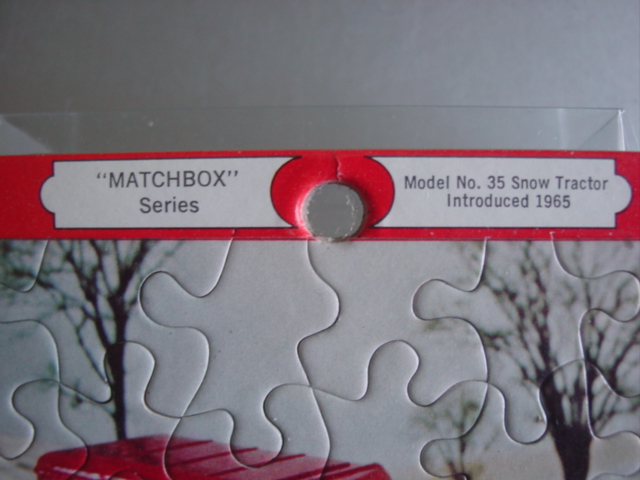 "MATCHBOX"
Series
Model No. 35 Snow Tractor
Introduced 1965